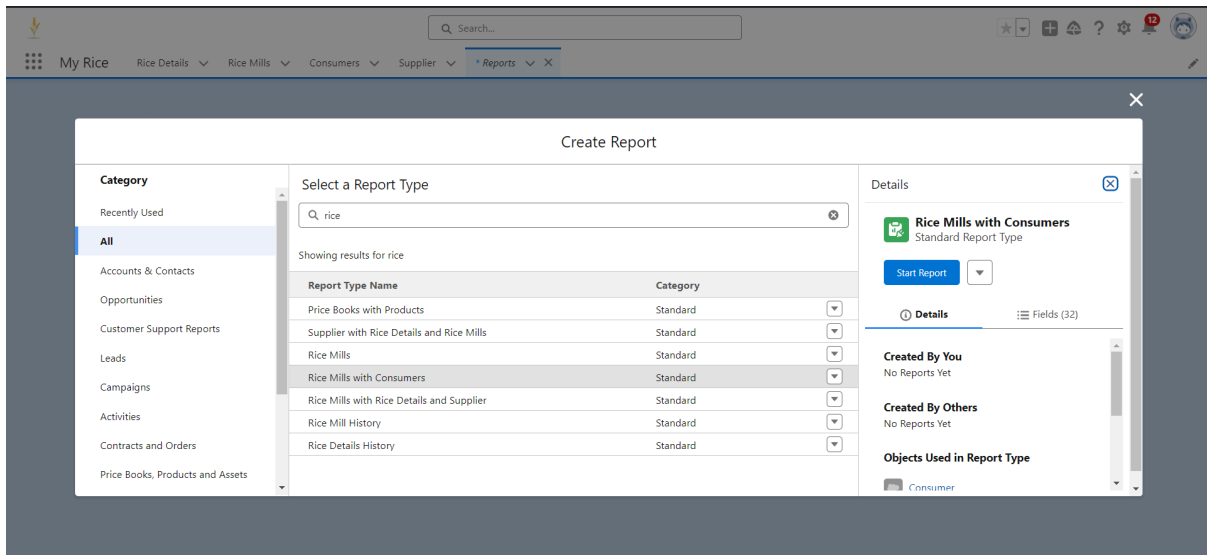 Search...
12
My Rice Rice Details Rice Mills Consumers Supplier * Reports
Create Report
Category
Recently Used
All
Accounts & Contacts
Opportunities
Customer Support Reports
Leads
Campaigns
Activities
Contracts and Orders
Price Books, Products and Assets
Select a Report Type
rice
Showing results for rice
Report Type Name Category
Price Books with Products Standard
Supplier with Rice Details and Rice Mills Standard
Rice Mills Standard
Rice Mills with Consumers Standard
Rice Mills with Rice Details and Supplier Standard
Rice Mill History Standard
Rice Details History Standard
Details
Rice Mills with Consumers
Standard Report Type
Start Report
Details Fields (32)
Created By You
No Reports Yet
Created By Others
No Reports Yet
Objects Used in Report Type
Consumer